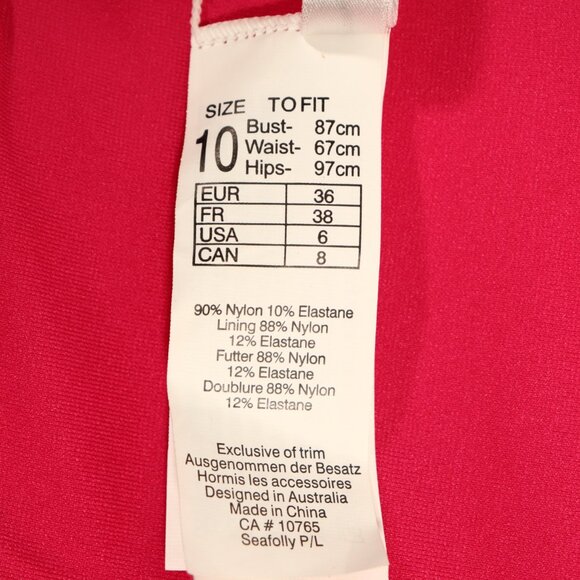 SIZE TO FIT
10 Bust- 87cm
Waist- 67cm
Hips- 97cm
EUR 36
FR 38
USA 6
CAN 8
90% Nylon 10% Elastane
Lining 88% Nylon
12% Elastane
Futter 88% Nylon
12% Elastane
Doublure 88% Nylon
12% Elastane
Exclusive of trim
Ausgenommen der Besatz
Hormis les accessoires
Designed in Australia
Made in China
CA # 10765
Seafolly P/L